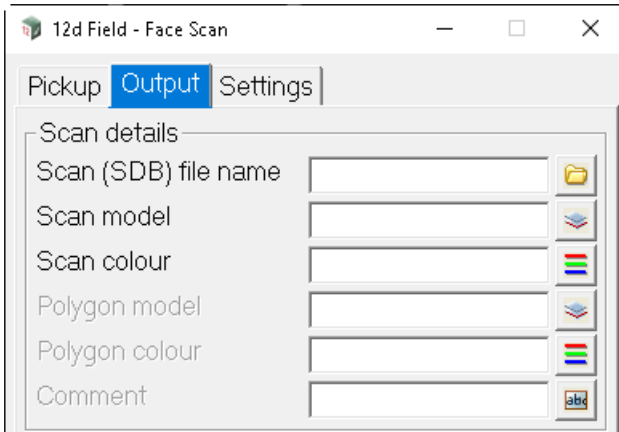 12d Field - Face Scan
Pickup Output Settings
Scan details
Scan (SDB) file name
Scan model
Scan colour
Polygon model
Polygon colour
Comment
abc